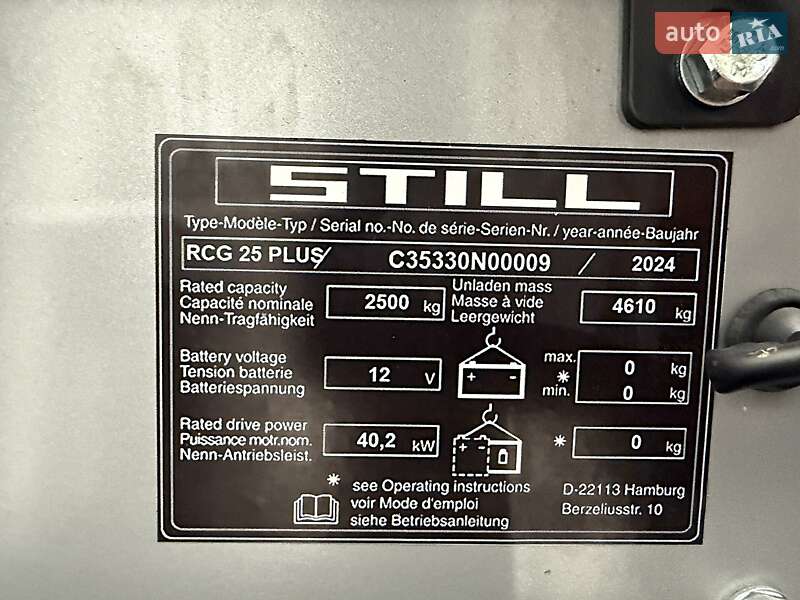 auto RIA.com
STILL
Type-Modèle-Typ / Serial no.-No. de série-Serien-Nr. / year-année-Baujahr
RCG 25 PLUS / C35330N00009 / 2024
Rated capacity
Capacité nominale
Nenn-Tragfähigkeit
2500 kg
Unladen mass
Masse à vide
Leergewicht
4610 kg
Battery voltage
Tension batterie
Batteriespannung
12 V
+ -
max. 0 kg
*
min. 0 kg
Rated drive power
Puissance motr.nom.
Nenn-Antriebsleist.
40,2 kW
+ -
* 0 kg
* see Operating instructions
voir Mode d'emploi
siehe Betriebsanleitung
D-22113 Hamburg
Berzeliusstr. 10